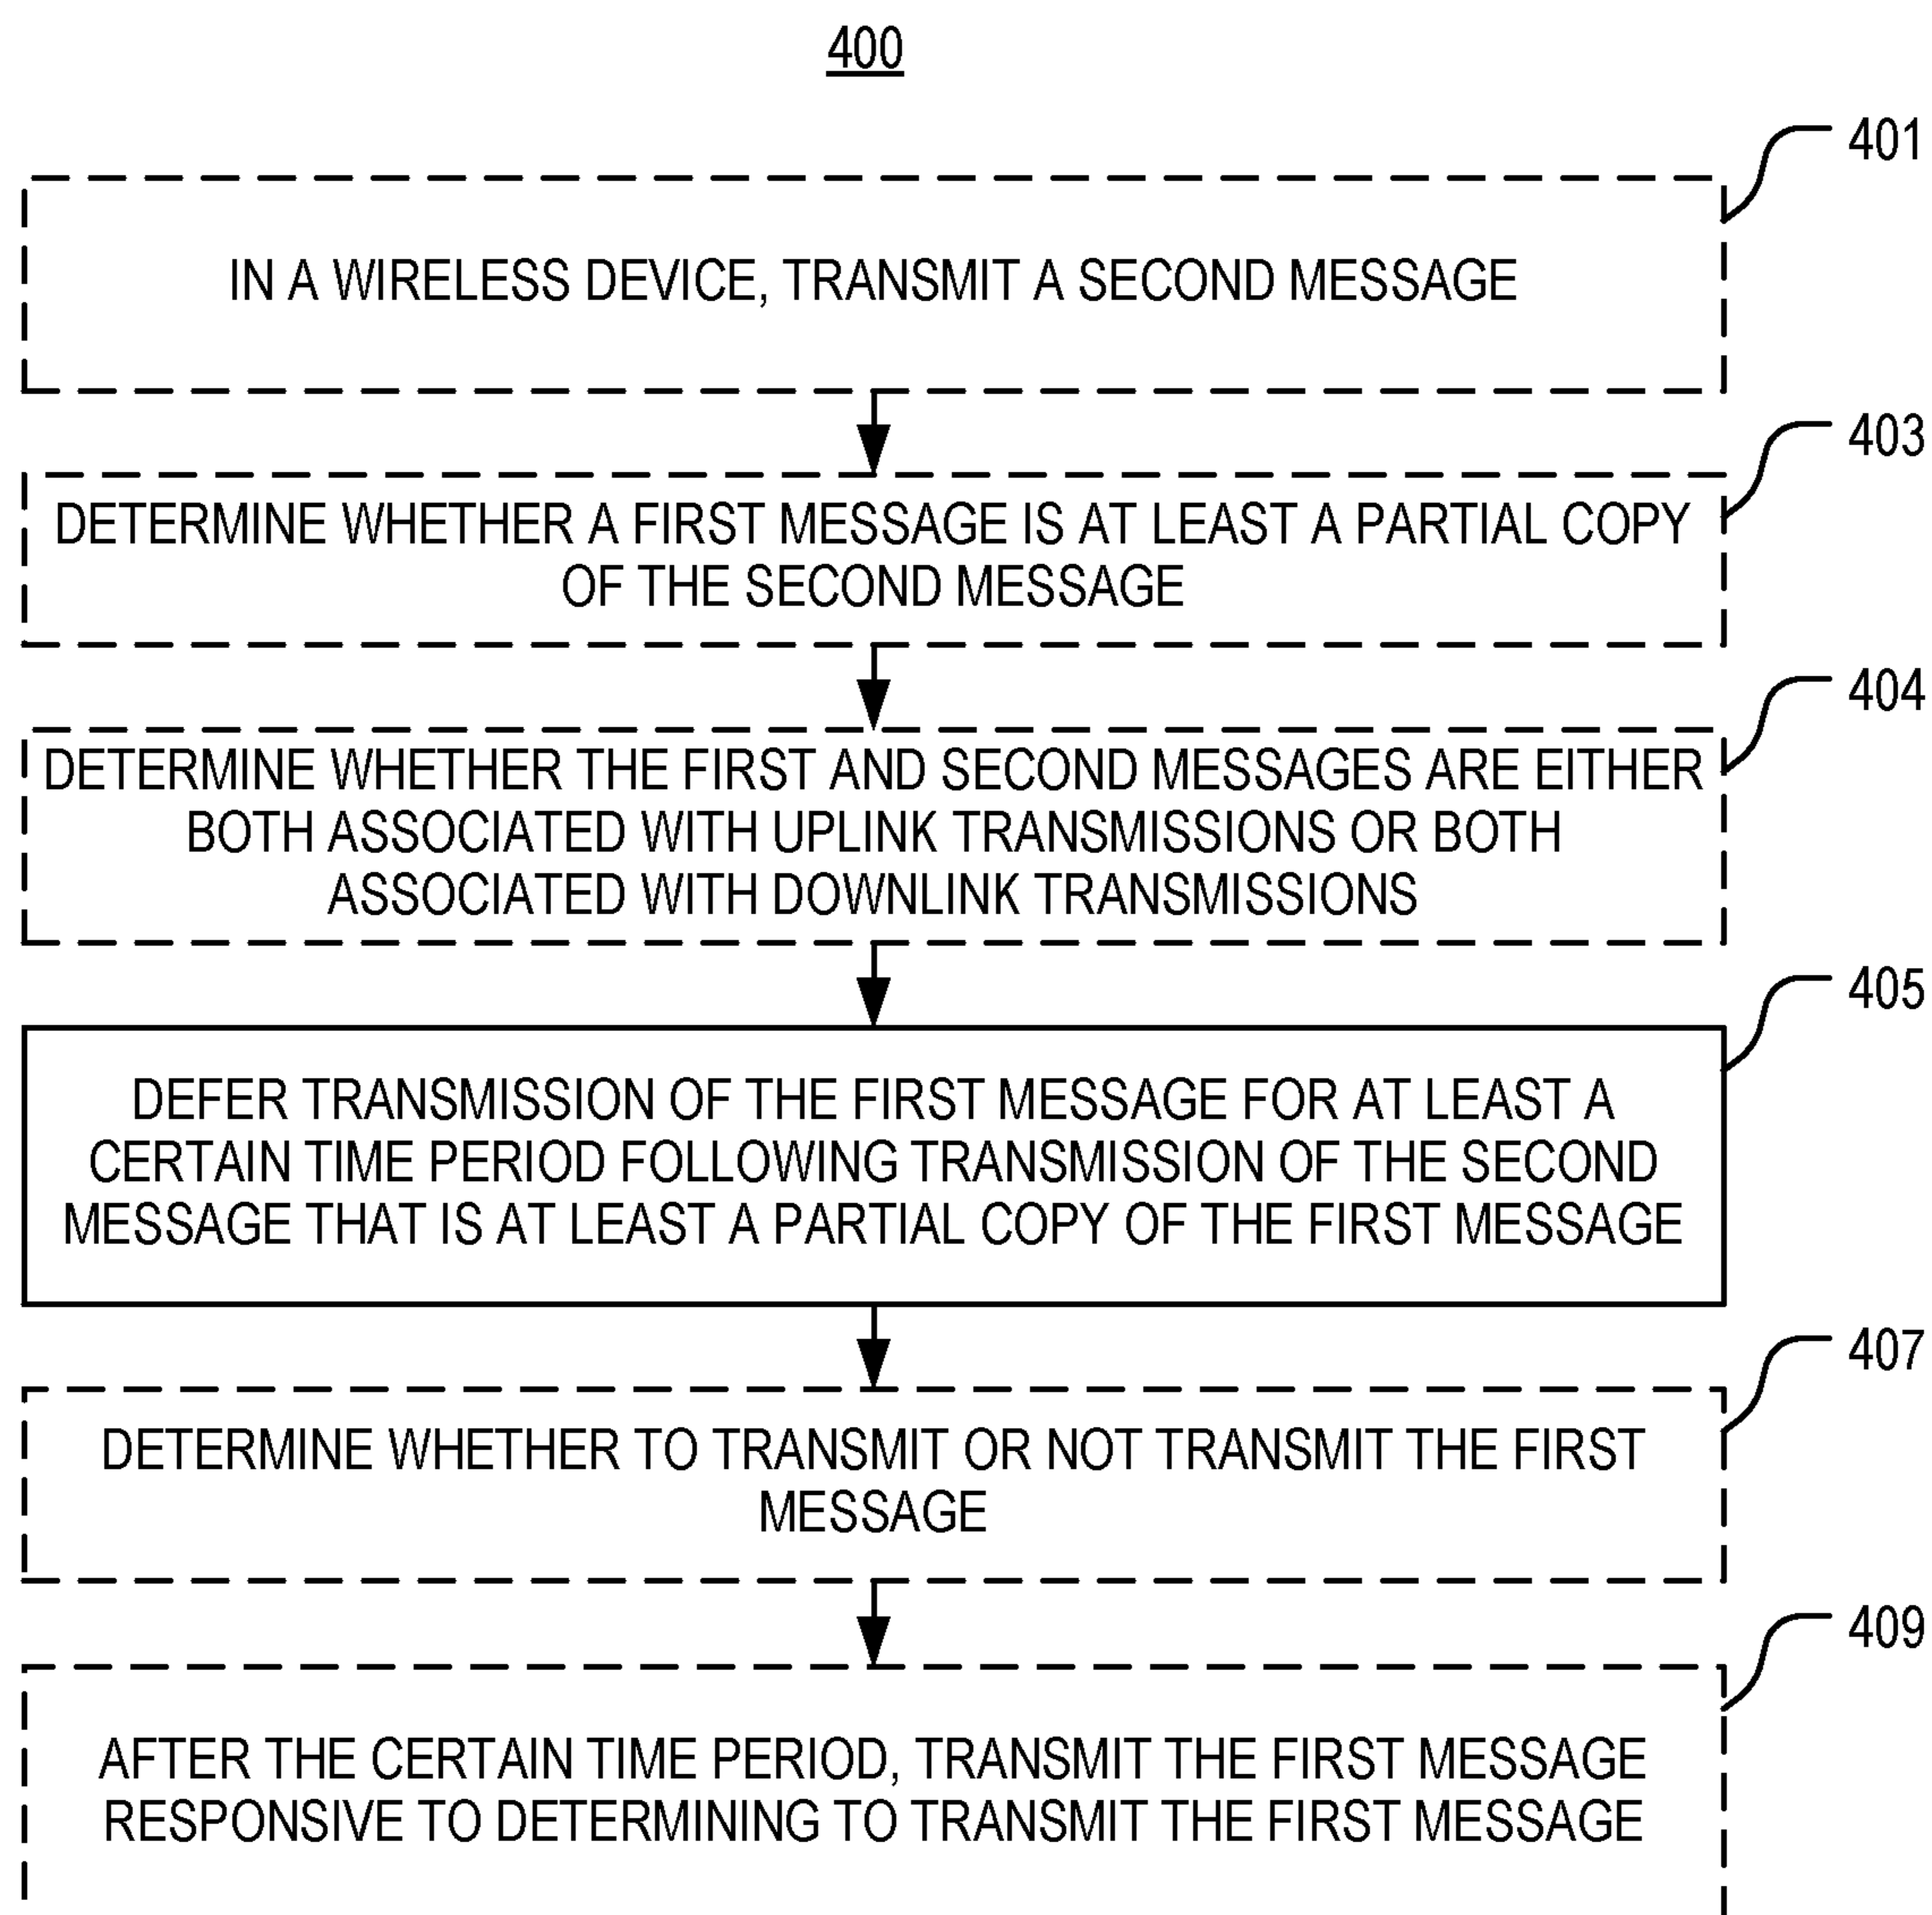 400
401
IN A WIRELESS DEVICE, TRANSMIT A SECOND MESSAGE
403
DETERMINE WHETHER A FIRST MESSAGE IS AT LEAST A PARTIAL COPY
OF THE SECOND MESSAGE
404
DETERMINE WHETHER THE FIRST AND SECOND MESSAGES ARE EITHER
BOTH ASSOCIATED WITH UPLINK TRANSMISSIONS OR BOTH
ASSOCIATED WITH DOWNLINK TRANSMISSIONS
405
DEFER TRANSMISSION OF THE FIRST MESSAGE FOR AT LEAST A
CERTAIN TIME PERIOD FOLLOWING TRANSMISSION OF THE SECOND
MESSAGE THAT IS AT LEAST A PARTIAL COPY OF THE FIRST MESSAGE
407
DETERMINE WHETHER TO TRANSMIT OR NOT TRANSMIT THE FIRST
MESSAGE
409
AFTER THE CERTAIN TIME PERIOD, TRANSMIT THE FIRST MESSAGE
RESPONSIVE TO DETERMINING TO TRANSMIT THE FIRST MESSAGE